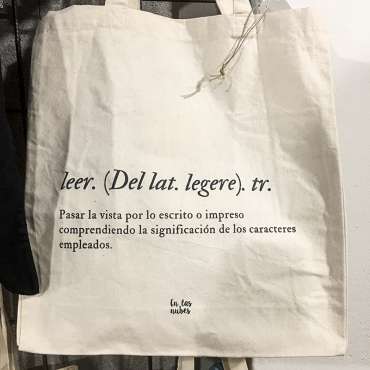 leer. (Del lat. legere). tr.
Pasar la vista por lo escrito o impreso
comprendiendo la significación de los caracteres
empleados.
En las
nubes